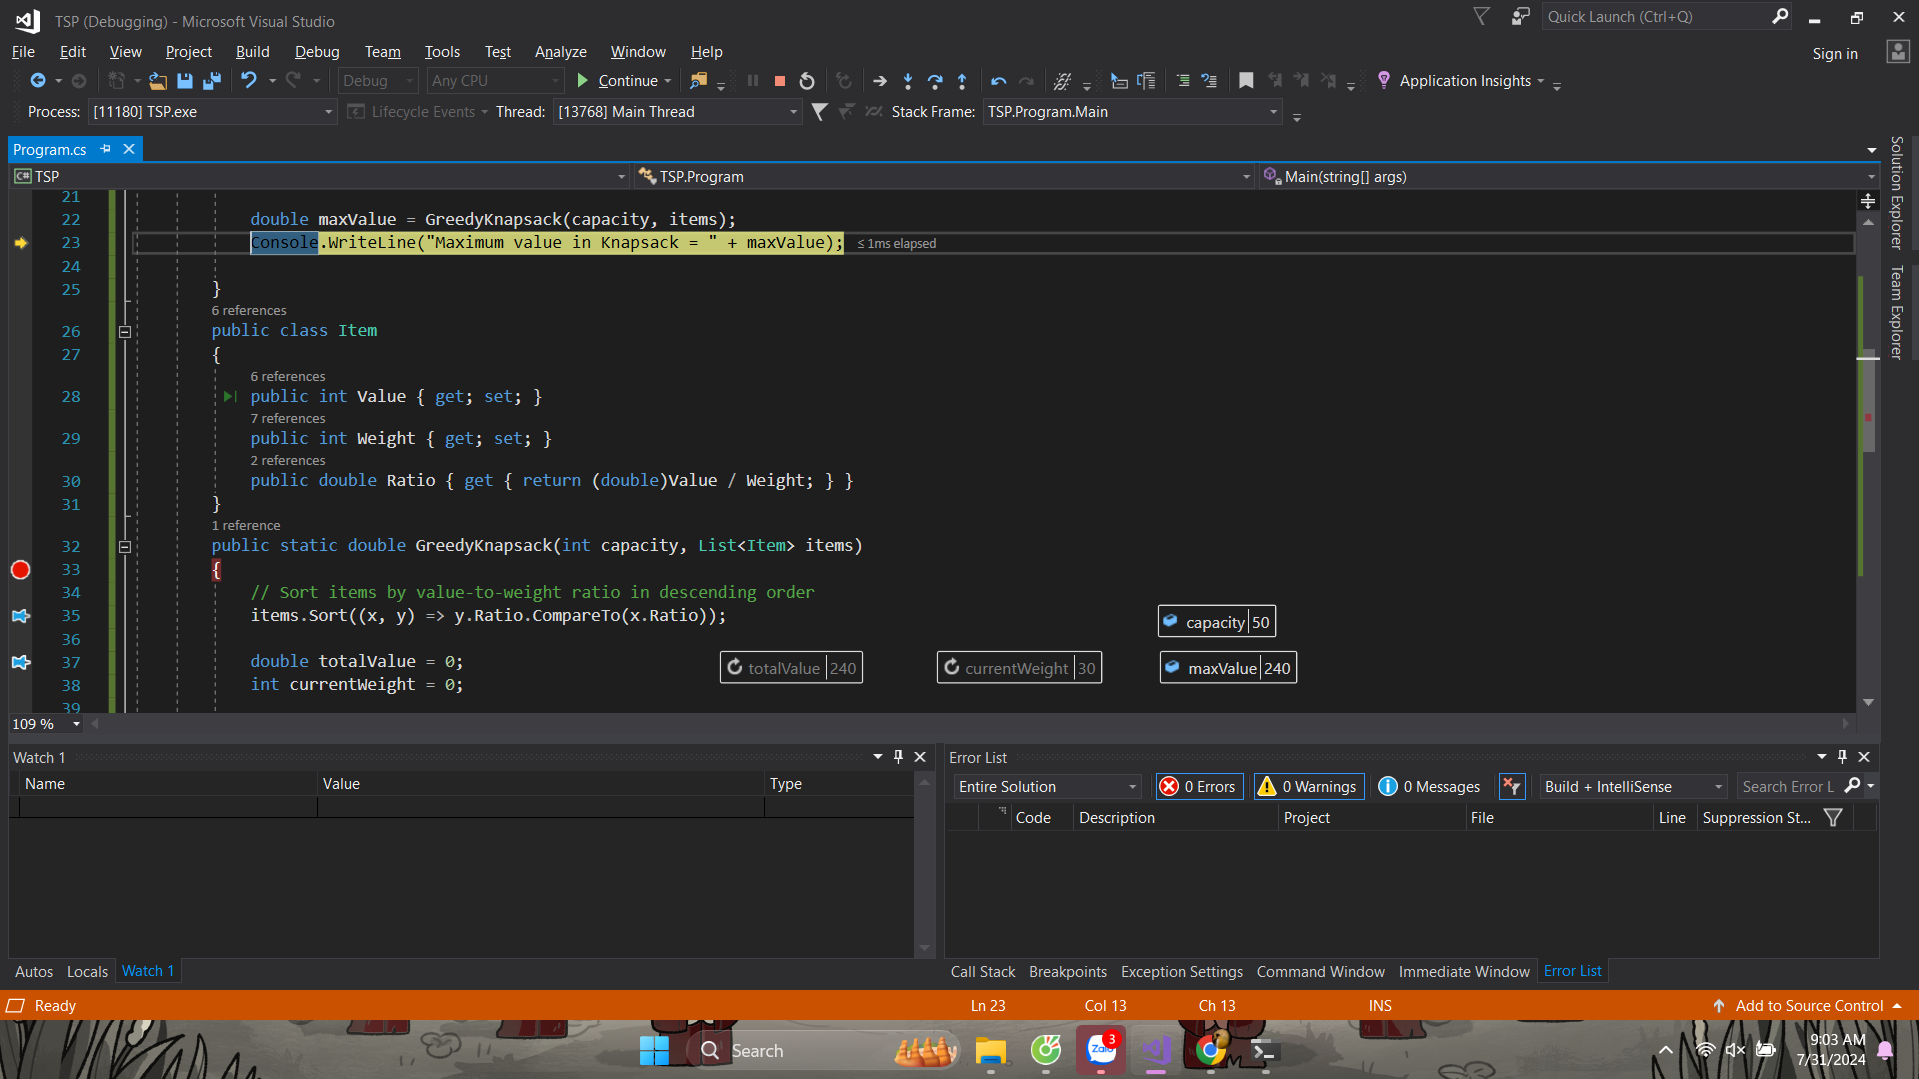 TSP (Debugging) - Microsoft Visual Studio
Quick Launch (Ctrl+Q)
File Edit View Project Build Debug Team Tools Test Analyze Window Help
Sign in
Debug Any CPU Continue Application Insights
Process: [11180] TSP.exe Lifecycle Events Thread: [13768] Main Thread Stack Frame: TSP.Program.Main
Program.cs
C# TSP TSP.Program Main(string[] args)
Solution Explorer
Team Explorer
21
22 double maxValue = GreedyKnapsack(capacity, items);
23 Console.WriteLine("Maximum value in Knapsack = " + maxValue); ≤ 1ms elapsed
24
25 }
6 references
26 public class Item
27 {
6 references
28 public int Value { get; set; }
7 references
29 public int Weight { get; set; }
2 references
30 public double Ratio { get { return (double)Value / Weight; } }
31 }
1 reference
32 public static double GreedyKnapsack(int capacity, List<Item> items)
33 {
34 // Sort items by value-to-weight ratio in descending order
35 items.Sort((x, y) => y.Ratio.CompareTo(x.Ratio));
capacity 50
36
37 double totalValue = 0;
totalValue 240 currentWeight 30 maxValue 240
38 int currentWeight = 0;
39
109 %
Watch 1
Name Value Type
Error List
Entire Solution 0 Errors 0 Warnings 0 Messages Build + IntelliSense Search Error L
Code Description Project File Line Suppression St...
Autos Locals Watch 1
Call Stack Breakpoints Exception Settings Command Window Immediate Window Error List
Ready Ln 23 Col 13 Ch 13 INS Add to Source Control
Search
Zalo 3
9:03 AM
7/31/2024